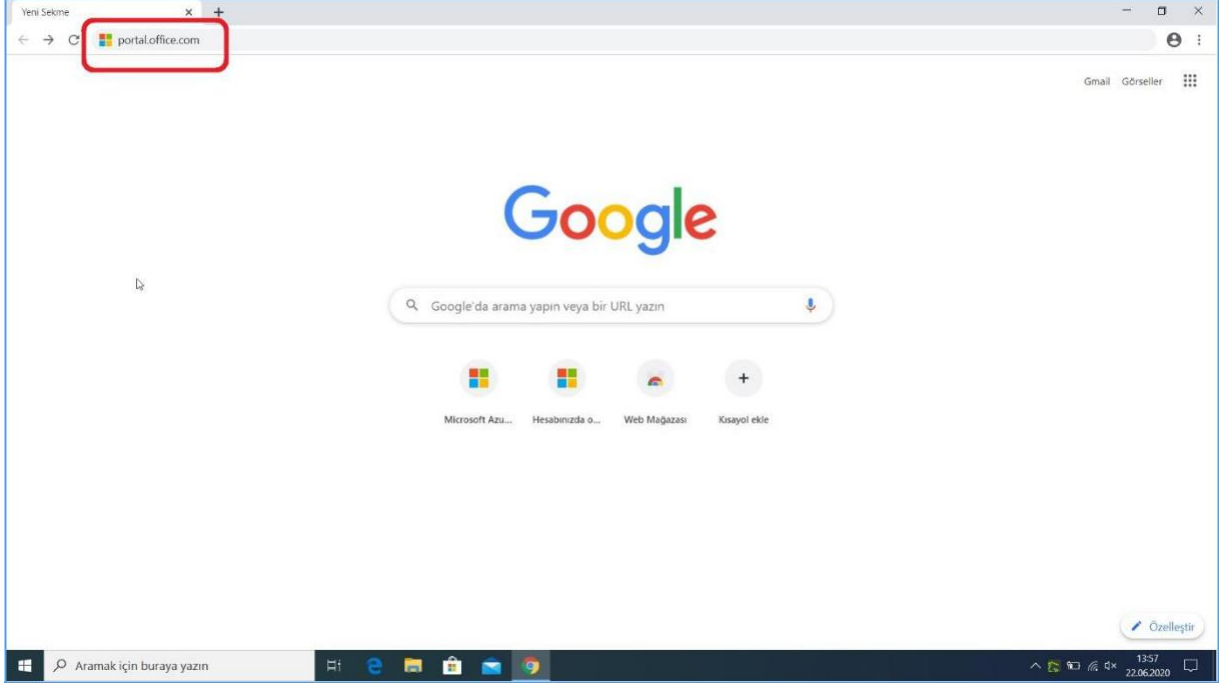 Yeni Sekme
portal.office.com
Gmail Görseller
Google
Google'da arama yapın veya bir URL yazın
Microsoft Azu... Hesabınızda o... Web Mağazası Kısayol ekle
Özelleştir
Aramak için buraya yazın
13:57
22.06.2020